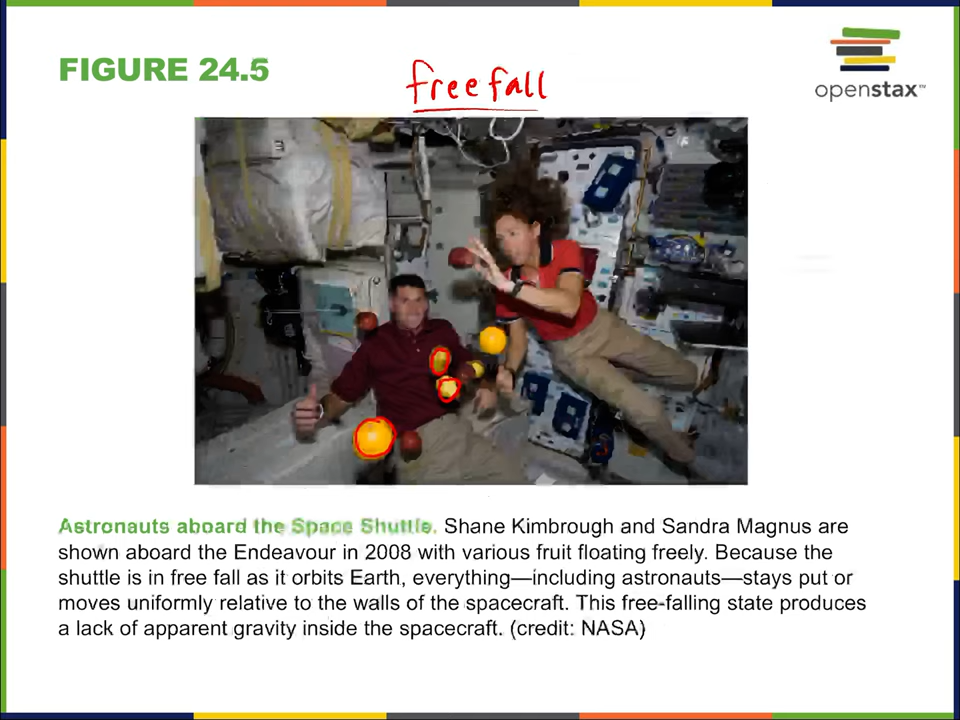 FIGURE 24.5
free fall
openstax™
Astronauts aboard the Space Shuttle. Shane Kimbrough and Sandra Magnus are
shown aboard the Endeavour in 2008 with various fruit floating freely. Because the
shuttle is in free fall as it orbits Earth, everything—including astronauts—stays put or
moves uniformly relative to the walls of the spacecraft. This free-falling state produces
a lack of apparent gravity inside the spacecraft. (credit: NASA)